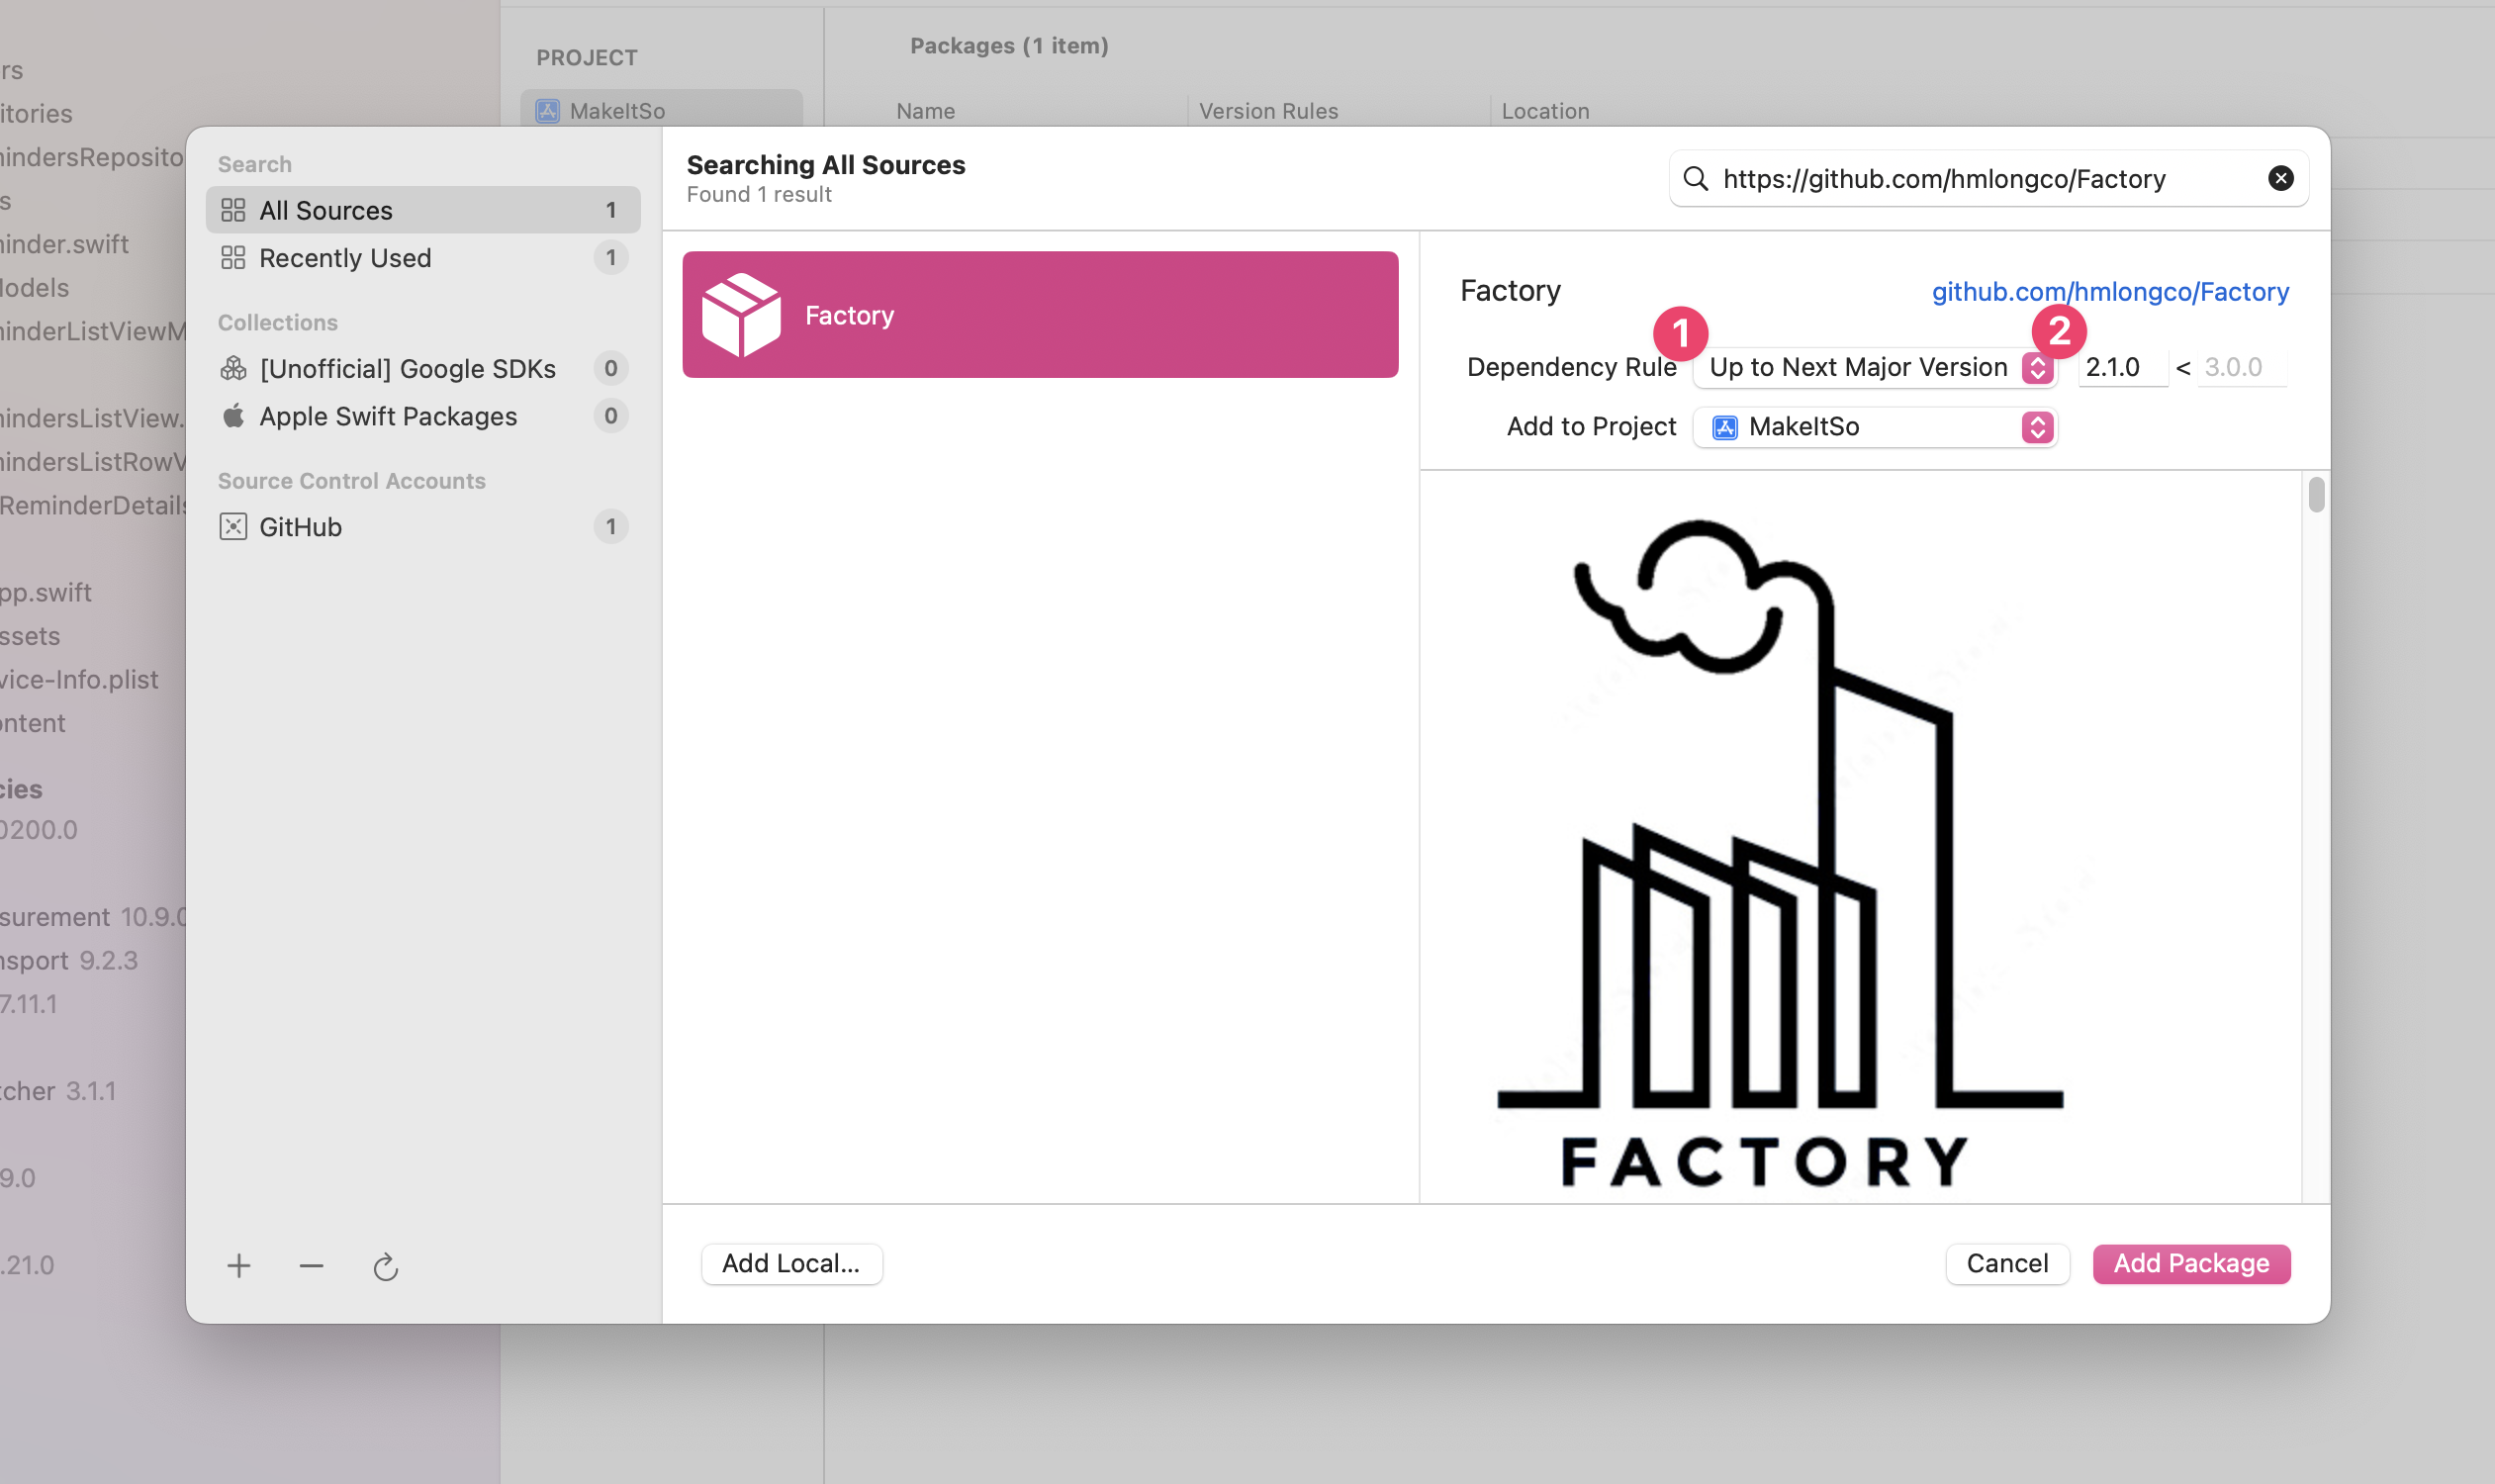 PROJECT
MakeItSo
Packages (1 item)
Name
Version Rules
Location
rs
itories
indersReposito
s
inder.swift
odels
inderListViewM
indersListView.
indersListRowV
ReminderDetails
pp.swift
ssets
vice-Info.plist
ontent
cies
0200.0
surement 10.9.0
nsport 9.2.3
7.11.1
tcher 3.1.1
9.0
.21.0
Search
All Sources 1
Recently Used 1
Collections
[Unofficial] Google SDKs 0
Apple Swift Packages 0
Source Control Accounts
GitHub 1
Searching All Sources
Found 1 result
https://github.com/hmlongco/Factory
Factory
Factory
github.com/hmlongco/Factory
1
2
Dependency Rule Up to Next Major Version 2.1.0 < 3.0.0
Add to Project MakeItSo
FACTORY
Add Local...
Cancel
Add Package